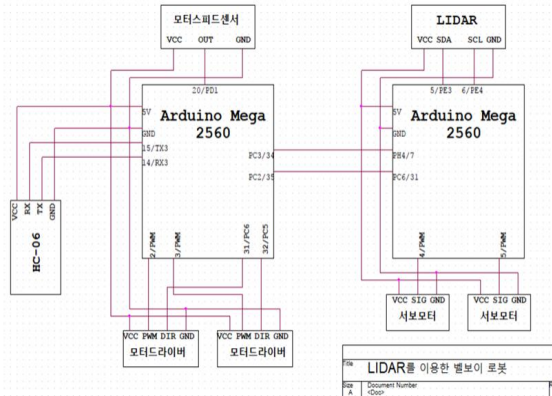 모터스피드센서
VCC OUT GND
LIDAR
VCC SDA SCL GND
20/PD1
5V
GND
15/TX3
14/RX3
Arduino Mega
2560
PC3/34
PC2/35
2/PWM
3/PWM
31/PC6
32/PC5
5/PE3
6/PE4
5V
GND
Arduino Mega
2560
PH4/7
PC6/31
4/PWM
5/PWM
VCC
RX
TX
GND
HC-06
VCC PWM DIR GND
모터드라이버
VCC PWM DIR GND
모터드라이버
VCC SIG GND
서보모터
VCC SIG GND
서보모터
Title
LIDAR를 이용한 벨보이 로봇
Size
A
Document Number
<Doc>